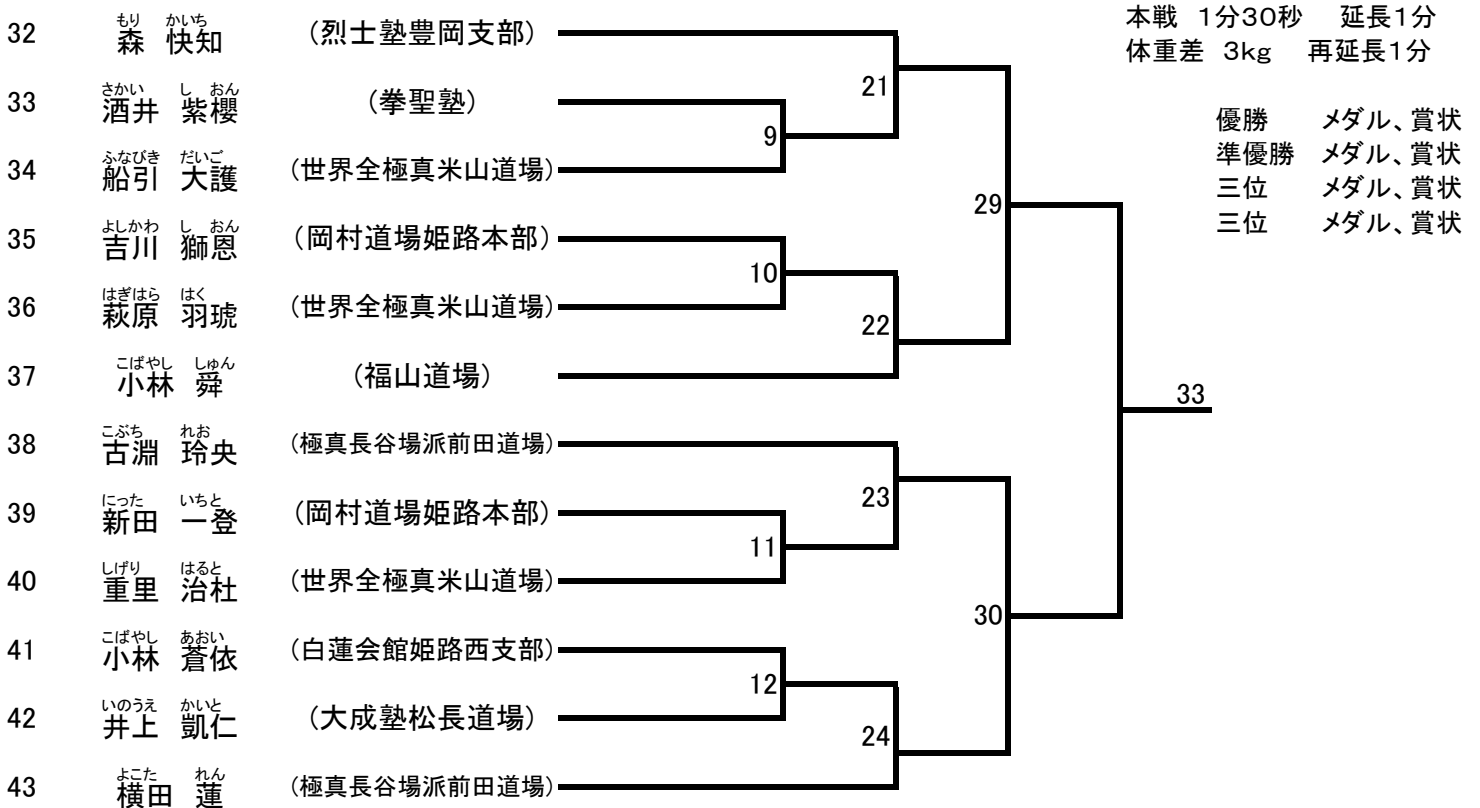 32 もり かいち 森 快知 (烈士塾豊岡支部)
33 さかい し おん 酒井 紫櫻 (拳聖塾)
34 ふなびき だいご 船引 大護 (世界全極真米山道場)
35 よしかわ し おん 吉川 獅恩 (岡村道場姫路本部)
36 はぎはら はく 萩原 羽琥 (世界全極真米山道場)
37 こばやし しゅん 小林 舜 (福山道場)
38 こぶち れお 古淵 玲央 (極真長谷場派前田道場)
39 にった いちと 新田 一登 (岡村道場姫路本部)
40 しげり はると 重里 治杜 (世界全極真米山道場)
41 こばやし あおい 小林 蒼依 (白蓮会館姫路西支部)
42 いのうえ かいと 井上 凱仁 (大成塾松長道場)
43 よこた れん 横田 蓮 (極真長谷場派前田道場)
9
10
11
12
21
22
23
24
29
30
33
本戦 1分30秒 延長1分
体重差 3kg 再延長1分
優勝 メダル、賞状
準優勝 メダル、賞状
三位 メダル、賞状
三位 メダル、賞状